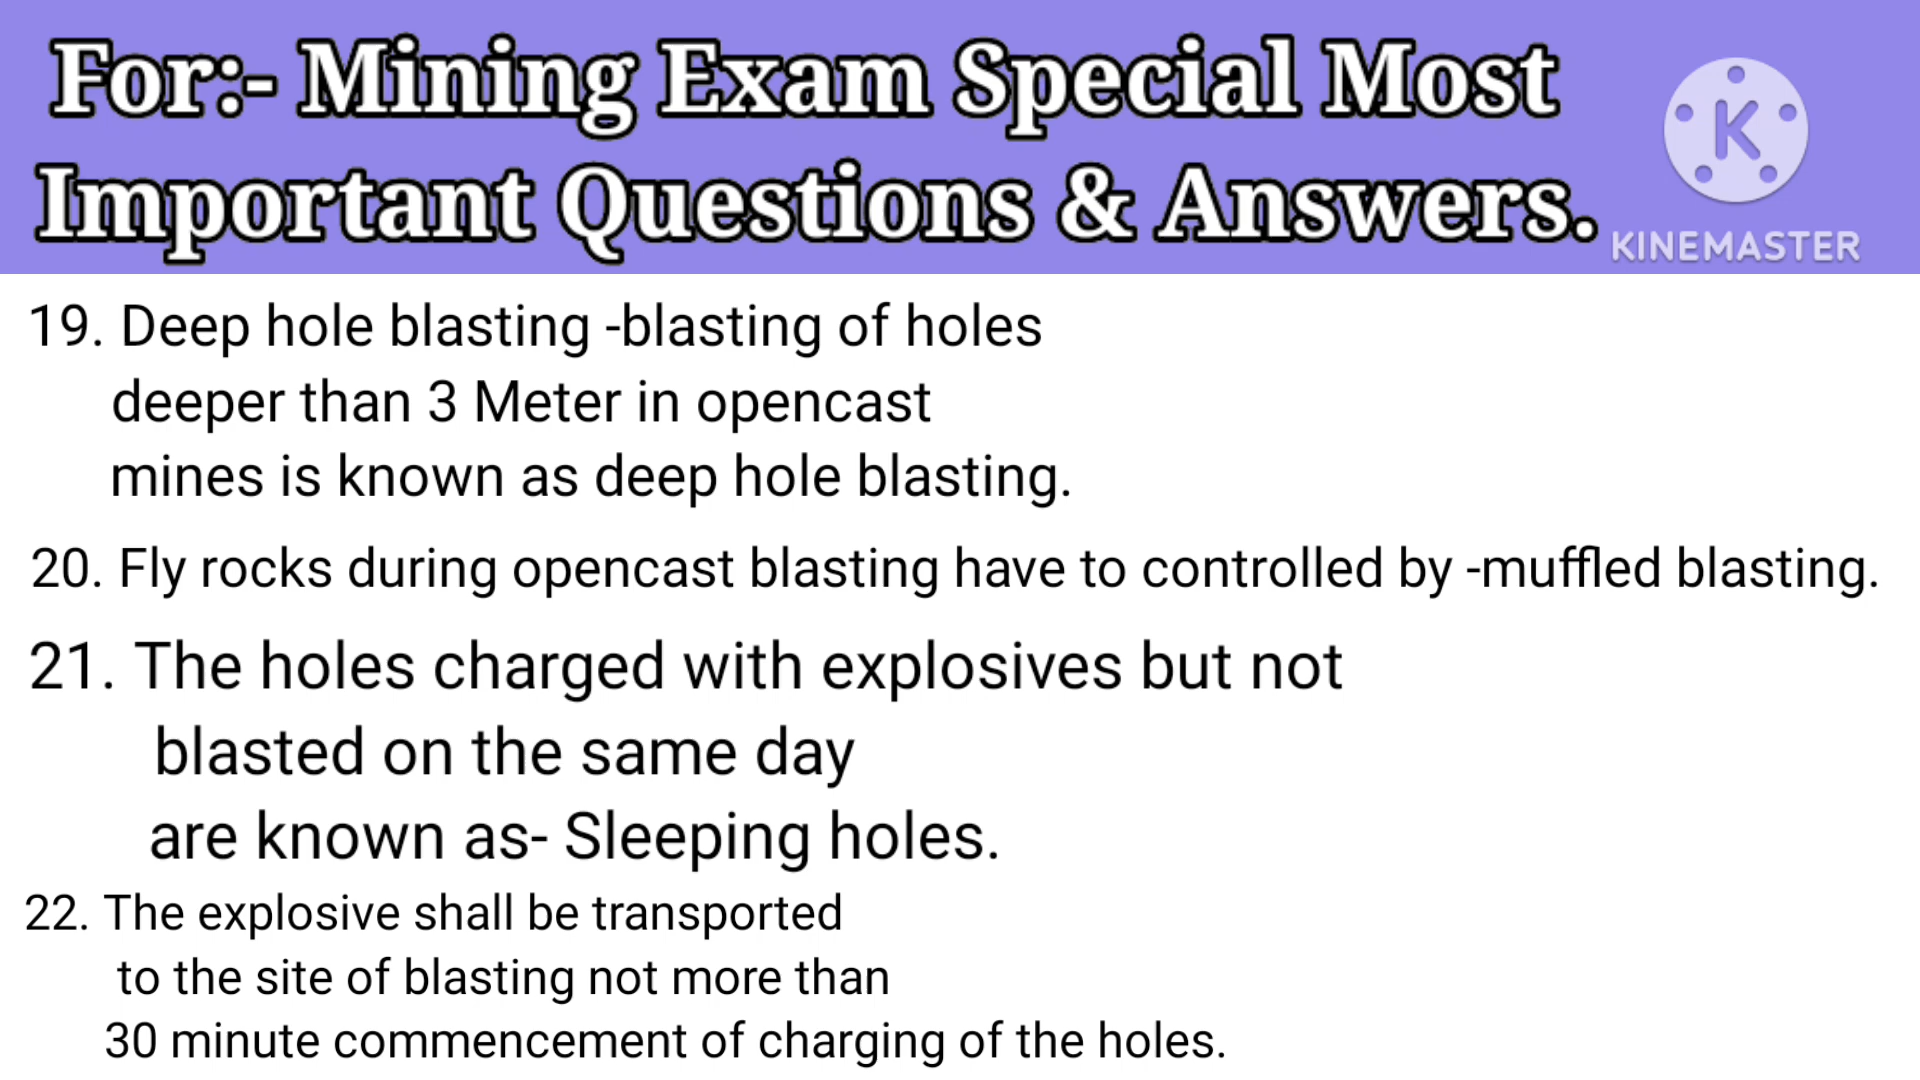 For:- Mining Exam Special Most
Important Questions & Answers.
K
KINEMASTER
19. Deep hole blasting -blasting of holes
deeper than 3 Meter in opencast
mines is known as deep hole blasting.
20. Fly rocks during opencast blasting have to controlled by -muffled blasting.
21. The holes charged with explosives but not
blasted on the same day
are known as- Sleeping holes.
22. The explosive shall be transported
to the site of blasting not more than
30 minute commencement of charging of the holes.